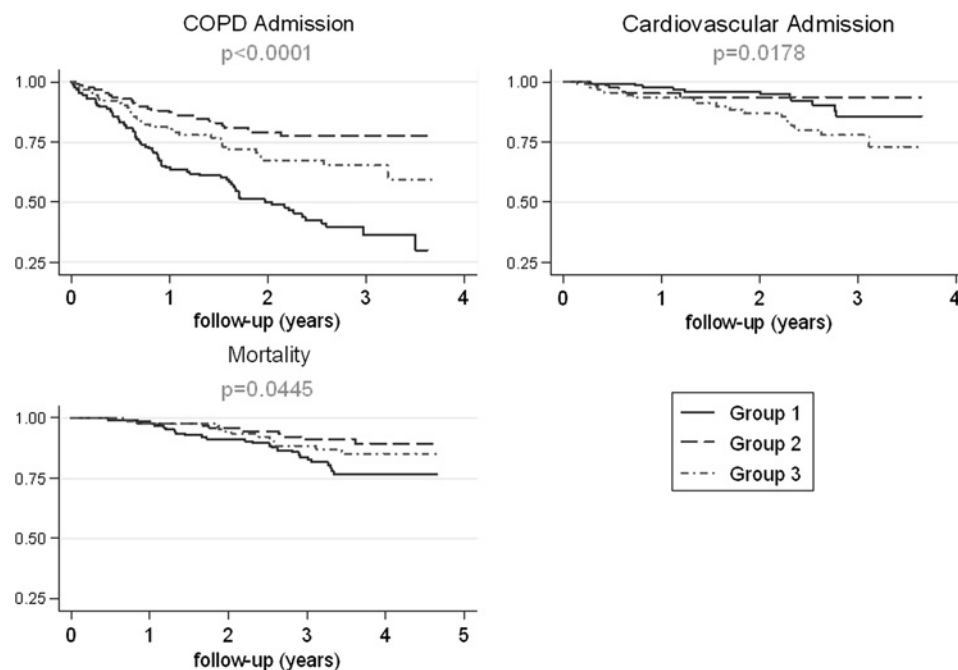 COPD Admission
p<0.0001
1.00
0.75
0.50
0.25
0 1 2 3 4
follow-up (years)
Cardiovascular Admission
p=0.0178
1.00
0.75
0.50
0.25
0 1 2 3 4
follow-up (years)
Mortality
p=0.0445
1.00
0.75
0.50
0.25
0 1 2 3 4 5
follow-up (years)
Group 1
Group 2
Group 3